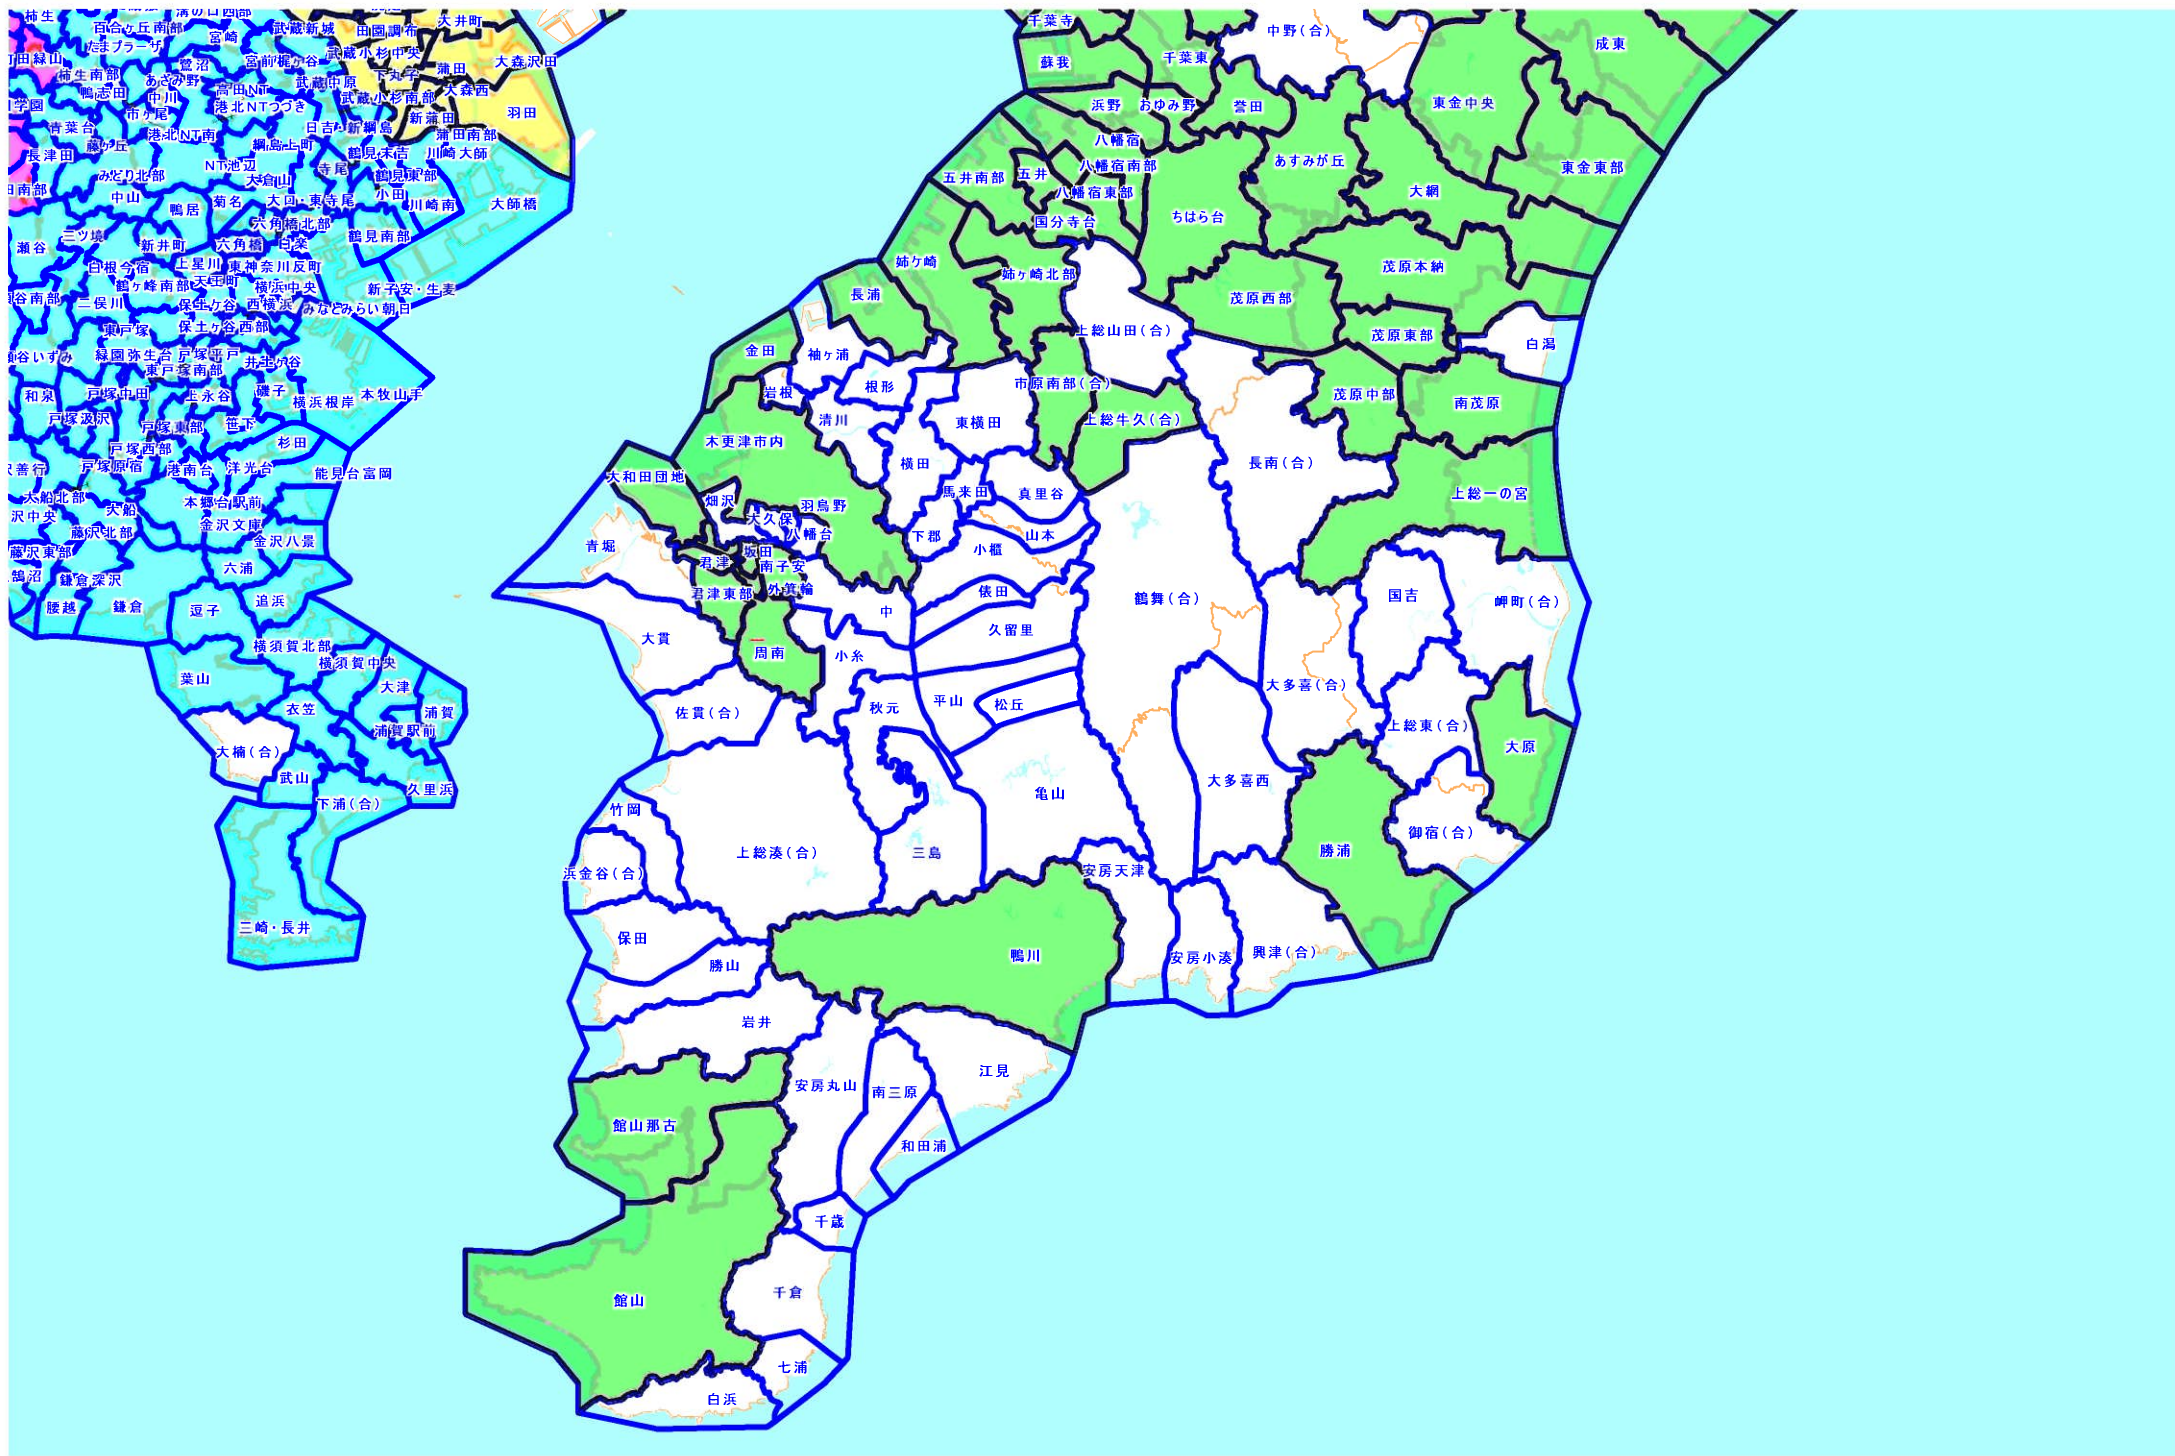 柿生
溝の口西部
百合ヶ丘南部
宮崎
武蔵新城
田園調布
大井町
たまプラーザ
鷺沼
宮前梶ヶ谷
武蔵小杉中央
町田緑山
柿生南部
あざみ野
武蔵中原
下丸子
蒲田
大森沢田
鴨志田
中川
高田NT
武蔵小杉南部
大森西
学園
市ヶ尾
港北NTつづき
新蒲田
羽田
青葉台
藤ヶ丘
港北NT南
日吉・新綱島
蒲田南部
長津田
綱島上町
鶴見末吉
川崎大師
みどり北部
NT池辺
寺尾
鶴見東部
田南部
中山
大倉山
小田
鴨居
菊名
大口・東寺尾
川崎南
大師橋
六角橋北部
瀬谷
三ツ境
新井町
六角橋
白楽
鶴見南部
白根今宿
上星川
東神奈川反町
鶴ヶ峰南部
天王町
横浜中央
新子安・生麦
谷南部
二俣川
保土ヶ谷
西横浜
みなとみらい朝日
東戸塚
保土ヶ谷西部
谷いずみ
緑園弥生台
戸塚平戸
井土ヶ谷
東戸塚南部
和泉
戸塚中田
上永谷
磯子
横浜根岸
本牧山手
戸塚汲沢
戸塚東部
笹下
杉田
戸塚西部
沢善行
戸塚原宿
港南台
洋光台
能見台富岡
大船北部
大船
本郷台駅前
沢中央
藤沢北部
金沢文庫
金沢八景
藤沢東部
鵠沼
鎌倉深沢
六浦
腰越
鎌倉
逗子
追浜
横須賀北部
横須賀中央
葉山
大津
衣笠
浦賀
浦賀駅前
大楠(合)
武山
下浦(合)
久里浜
三崎・長井
千葉寺
中野(合)
成東
蘇我
千葉東
浜野
おゆみ野
誉田
東金中央
八幡宿
五井南部
五井
八幡宿南部
あすみが丘
東金東部
八幡宿東部
大網
国分寺台
ちはら台
姉ケ崎
姉ヶ崎北部
茂原本納
長浦
茂原西部
上総山田(合)
茂原東部
白潟
金田
袖ヶ浦
岩根
根形
市原南部(合)
茂原中部
南茂原
清川
東横田
上総牛久(合)
木更津市内
横田
長南(合)
大和田団地
畑沢
羽鳥野
馬来田
真里谷
上総一の宮
大久保
八幡台
下郡
山本
青堀
小櫃
君津
坂田
南子安
君津東部
外箕輪
中
俵田
鶴舞(合)
国吉
岬町(合)
大貫
周南
小糸
久留里
佐貫(合)
秋元
平山
松丘
大多喜(合)
上総東(合)
大原
大多喜西
竹岡
亀山
御宿(合)
上総湊(合)
三島
勝浦
浜金谷(合)
安房天津
保田
勝山
鴨川
安房小湊
興津(合)
岩井
安房丸山
南三原
江見
館山那古
和田浦
千歳
館山
千倉
七浦
白浜